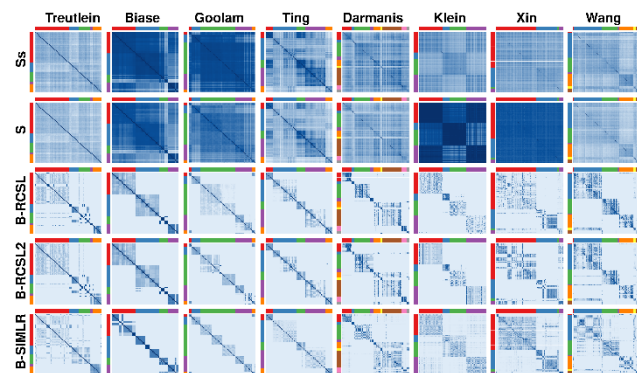 Treutlein Biase Goolam Ting Darmanis Klein Xin Wang
Ss
S
B-RCSL
B-RCSL2
B-SIMLR